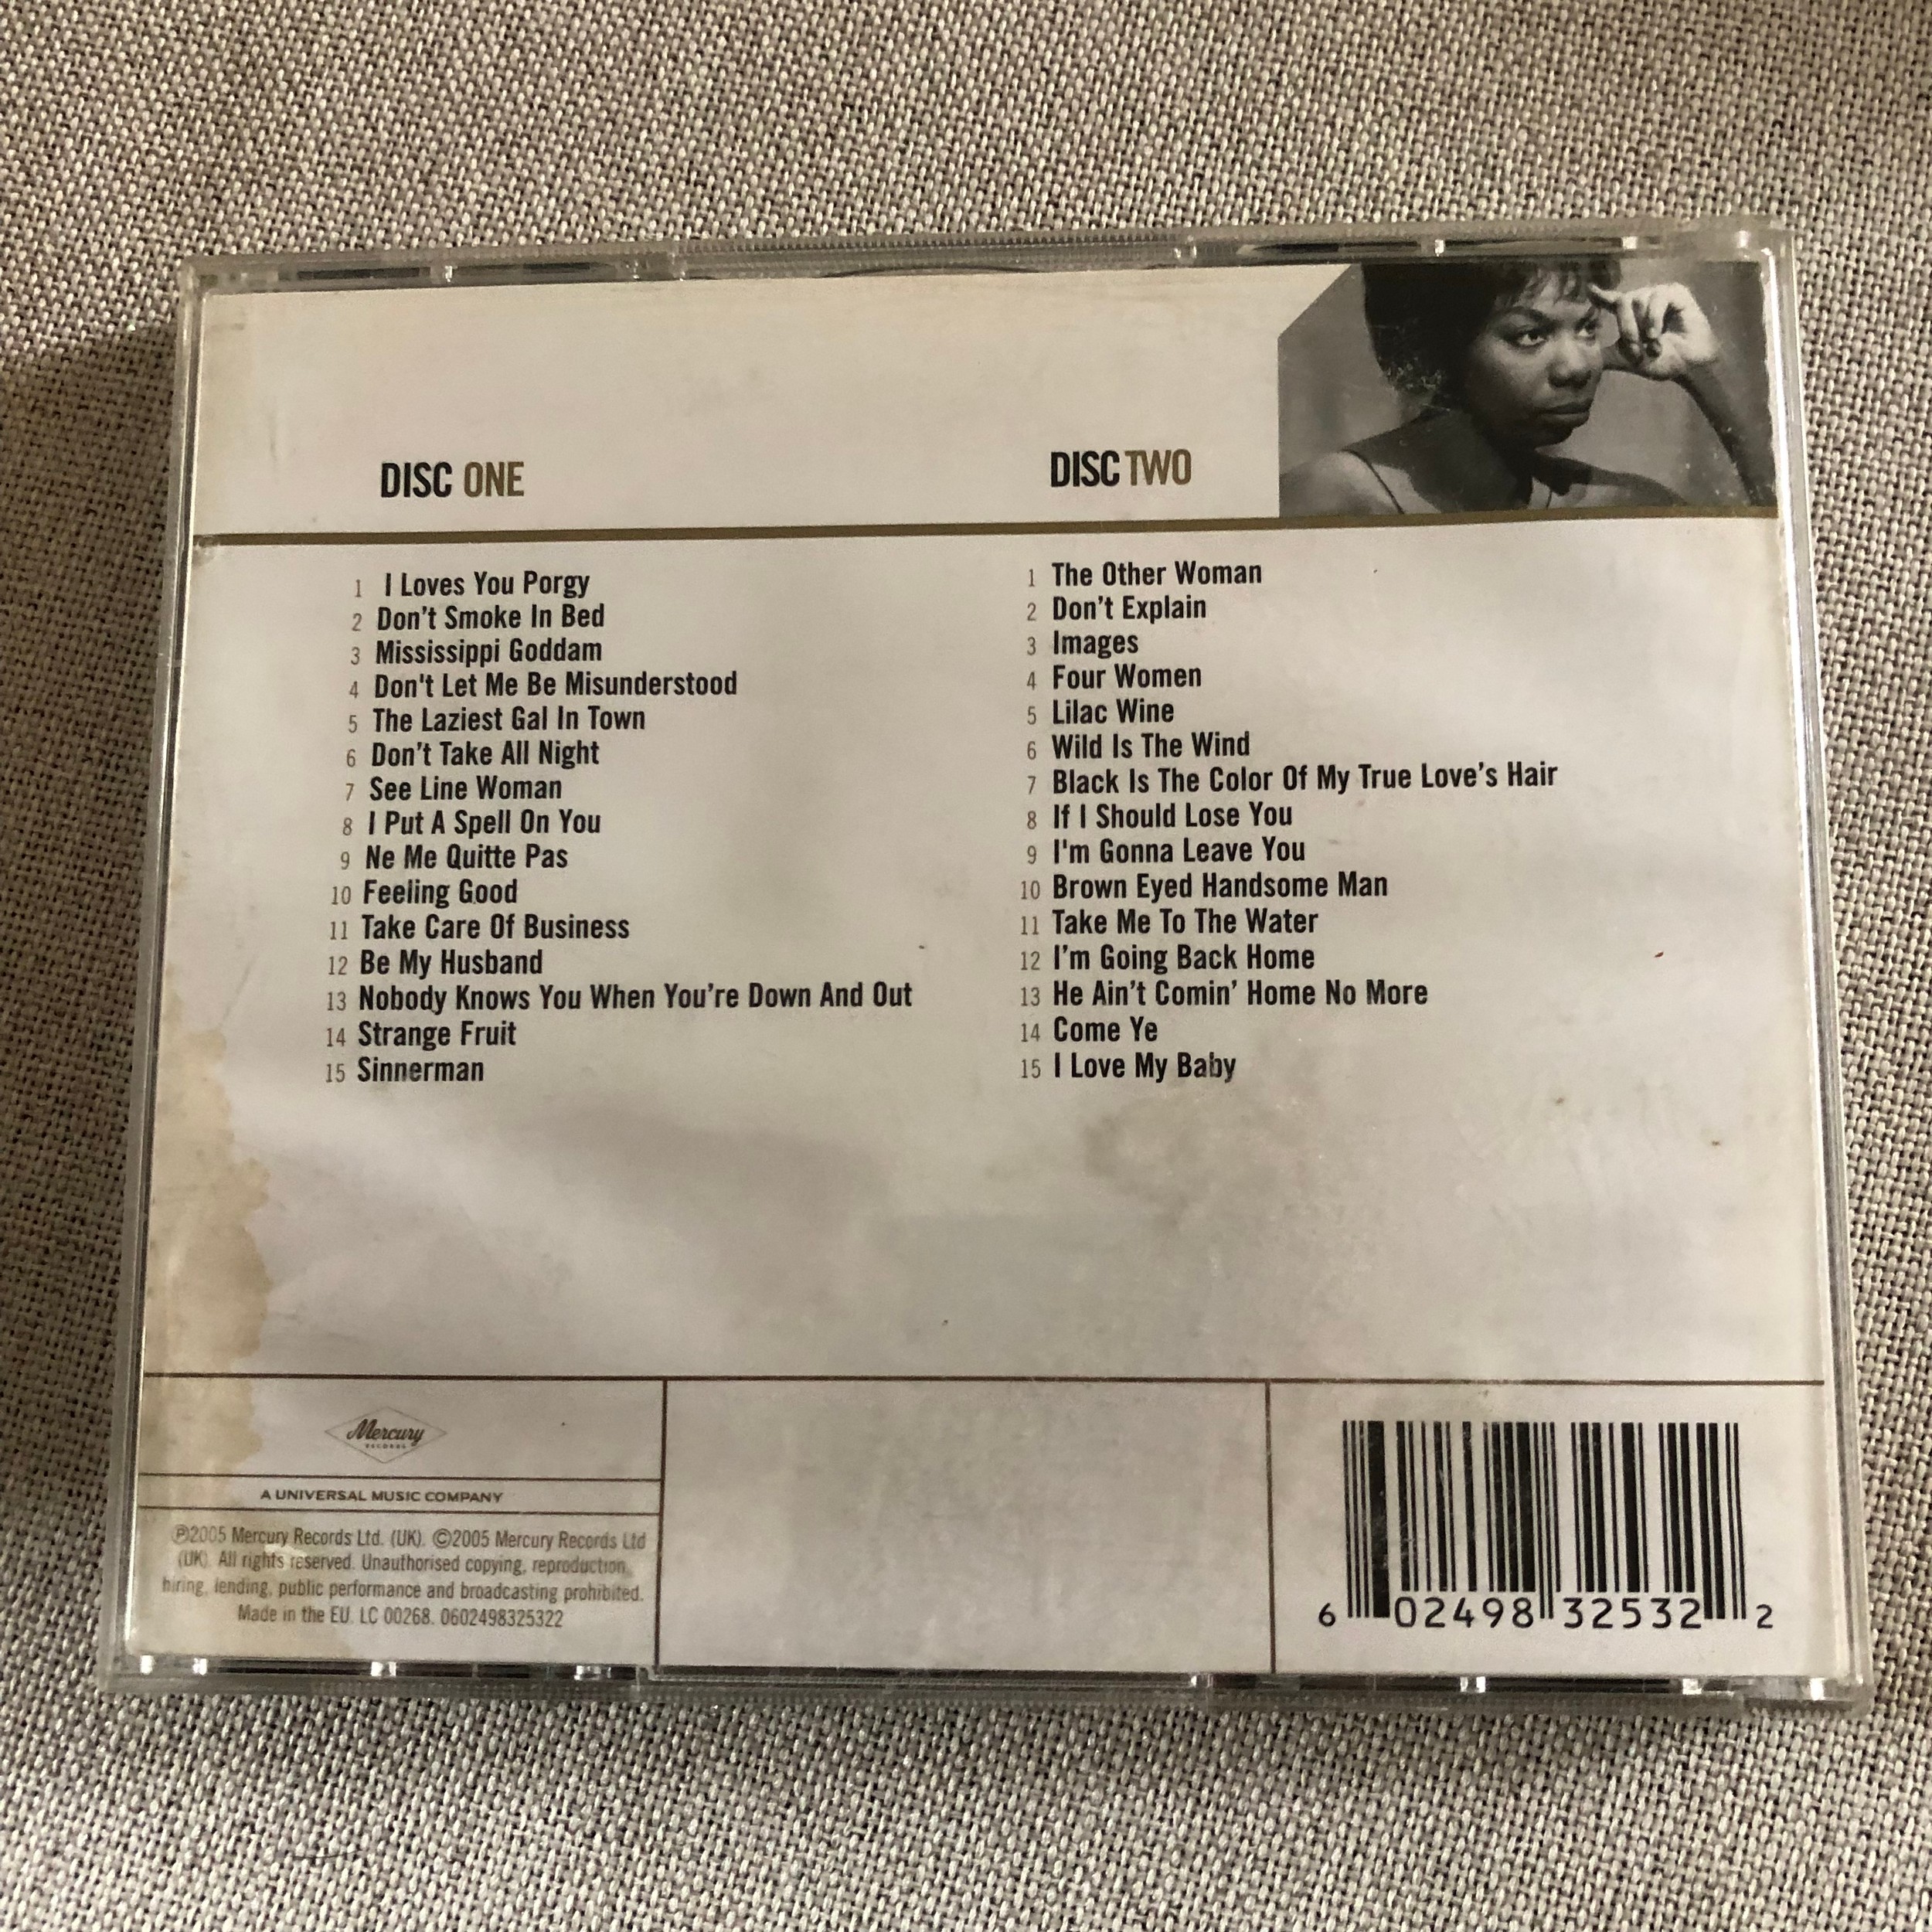 DISC ONE
1 I Loves You Porgy
2 Don't Smoke In Bed
3 Mississippi Goddam
4 Don't Let Me Be Misunderstood
5 The Laziest Gal In Town
6 Don't Take All Night
7 See Line Woman
8 I Put A Spell On You
9 Ne Me Quitte Pas
10 Feeling Good
11 Take Care Of Business
12 Be My Husband
13 Nobody Knows You When You're Down And Out
14 Strange Fruit
15 Sinnerman
DISC TWO
1 The Other Woman
2 Don't Explain
3 Images
4 Four Women
5 Lilac Wine
6 Wild Is The Wind
7 Black Is The Color Of My True Love's Hair
8 If I Should Lose You
9 I'm Gonna Leave You
10 Brown Eyed Handsome Man
11 Take Me To The Water
12 I'm Going Back Home
13 He Ain't Comin' Home No More
14 Come Ye
15 I Love My Baby
Mercury
RECORDS
A UNIVERSAL MUSIC COMPANY
℗2005 Mercury Records Ltd. (UK). ©2005 Mercury Records Ltd
(UK). All rights reserved. Unauthorised copying, reproduction,
hiring, lending, public performance and broadcasting prohibited.
Made in the EU. LC 00268. 0602498325322
6 02498 32532 2